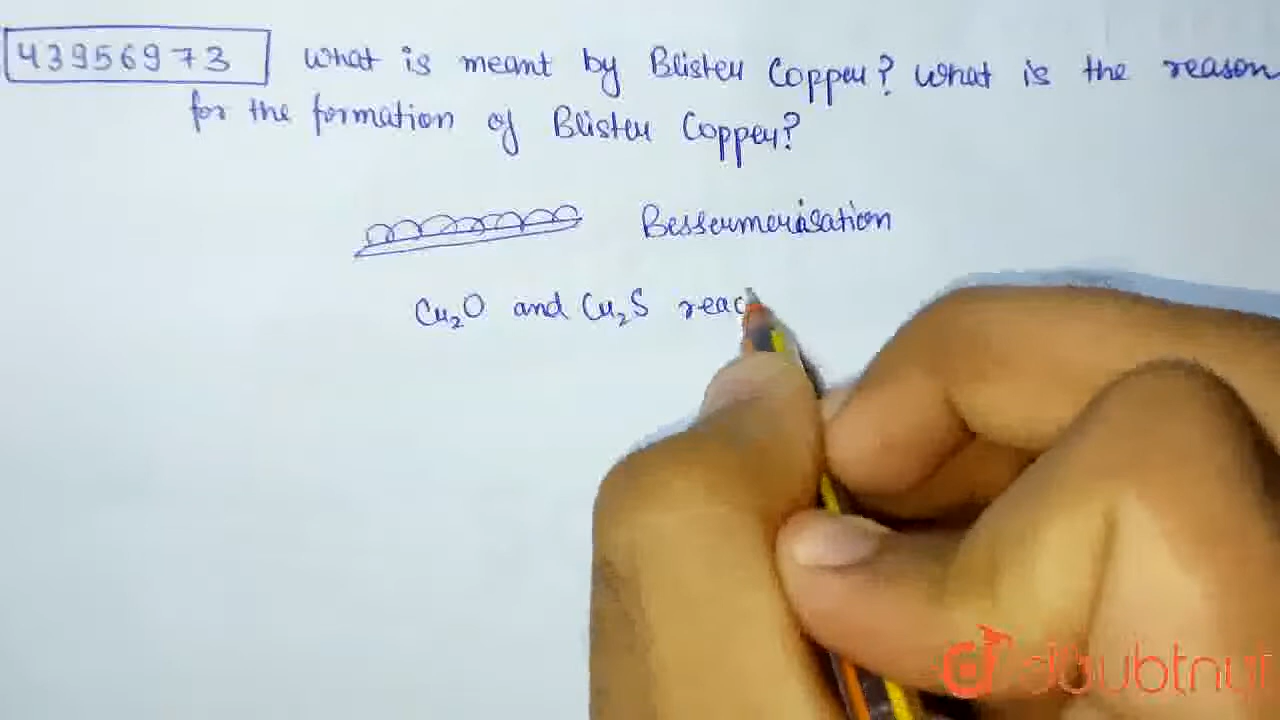 43956973 What is meant by Blister Copper? What is the reason
for the formation of Blister Copper?
Bessermerisation
Cu₂O and Cu₂S reac
doubtnut